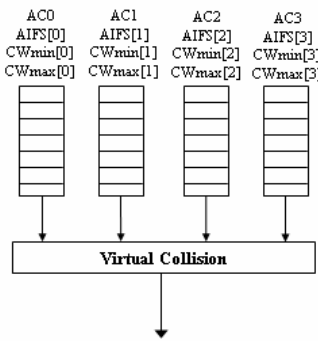 AC0 AC1 AC2 AC3
AIFS[0] AIFS[1] AIFS[2] AIFS[3]
CWmin[0] CWmin[1] CWmin[2] CWmin[3]
CWmax[0] CWmax[1] CWmax[2] CWmax[3]
Virtual Collision